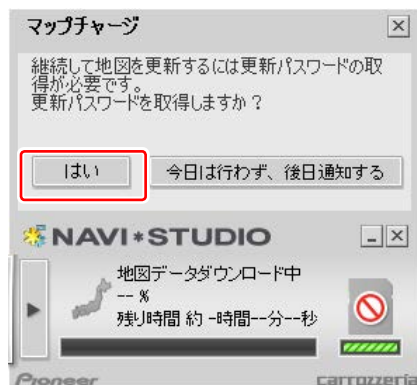 マップチャージ
継続して地図を更新するには更新パスワードの取
得が必要です。
更新パスワードを取得しますか？
はい 今日は行わず、後日通知する
NAVI*STUDIO
地図データダウンロード中
-- %
残り時間 約 -時間--分--秒
Pioneer carrozzeria